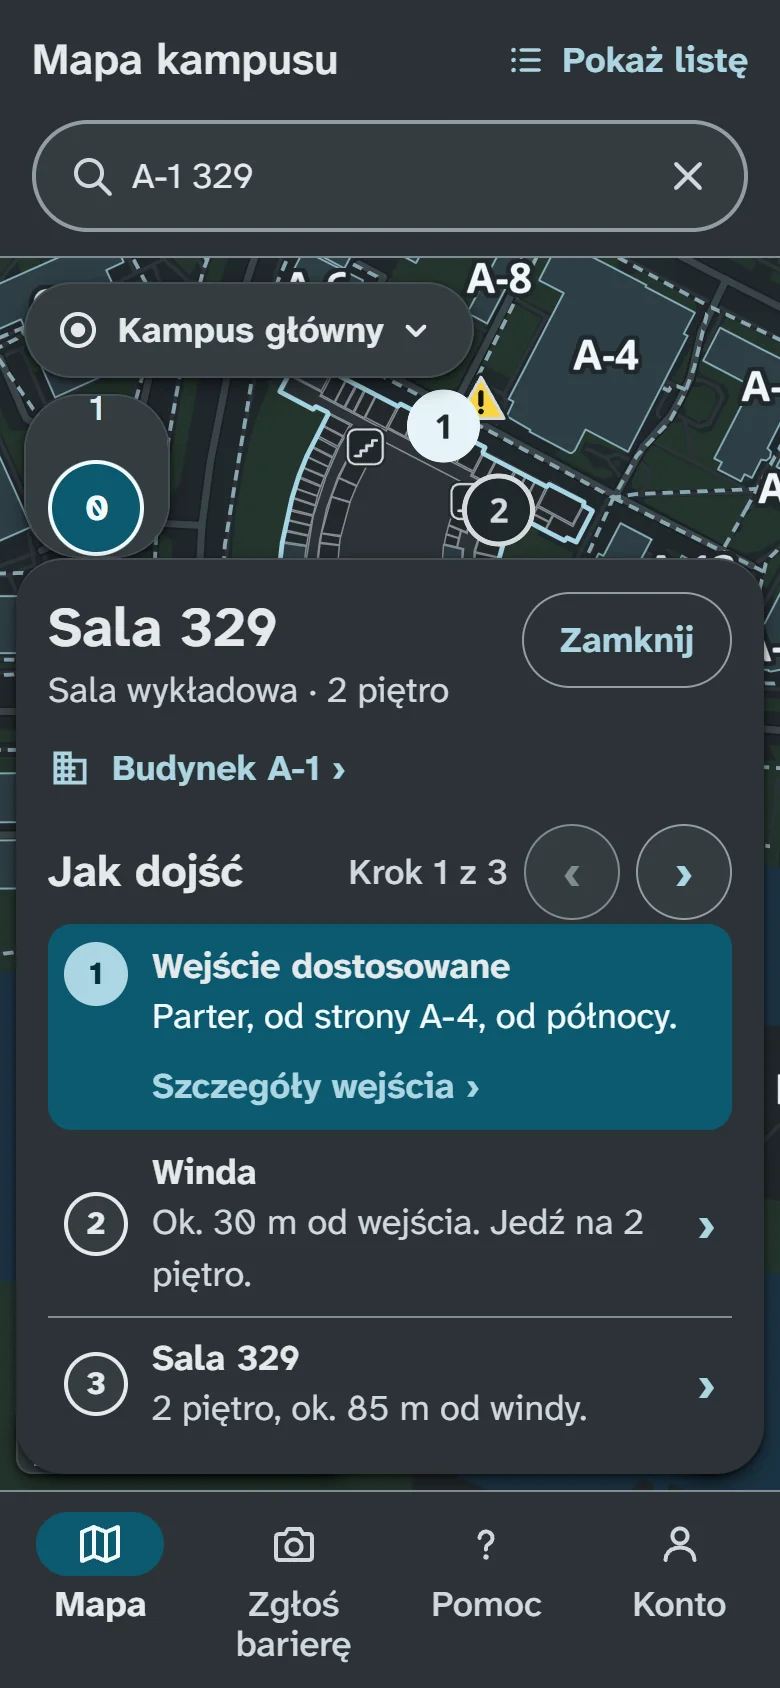 Mapa kampusu
Pokaż listę
A-1 329
A-8
Kampus główny
A-4
1
1
0
2
Sala 329
Zamknij
Sala wykładowa · 2 piętro
Budynek A-1 ›
Jak dojść
Krok 1 z 3
‹
›
1
Wejście dostosowane
Parter, od strony A-4, od północy.
Szczegóły wejścia ›
Winda
2
Ok. 30 m od wejścia. Jedź na 2
piętro.
›
Sala 329
3
2 piętro, ok. 85 m od windy.
›
Mapa
Zgłoś
barierę
Pomoc
Konto